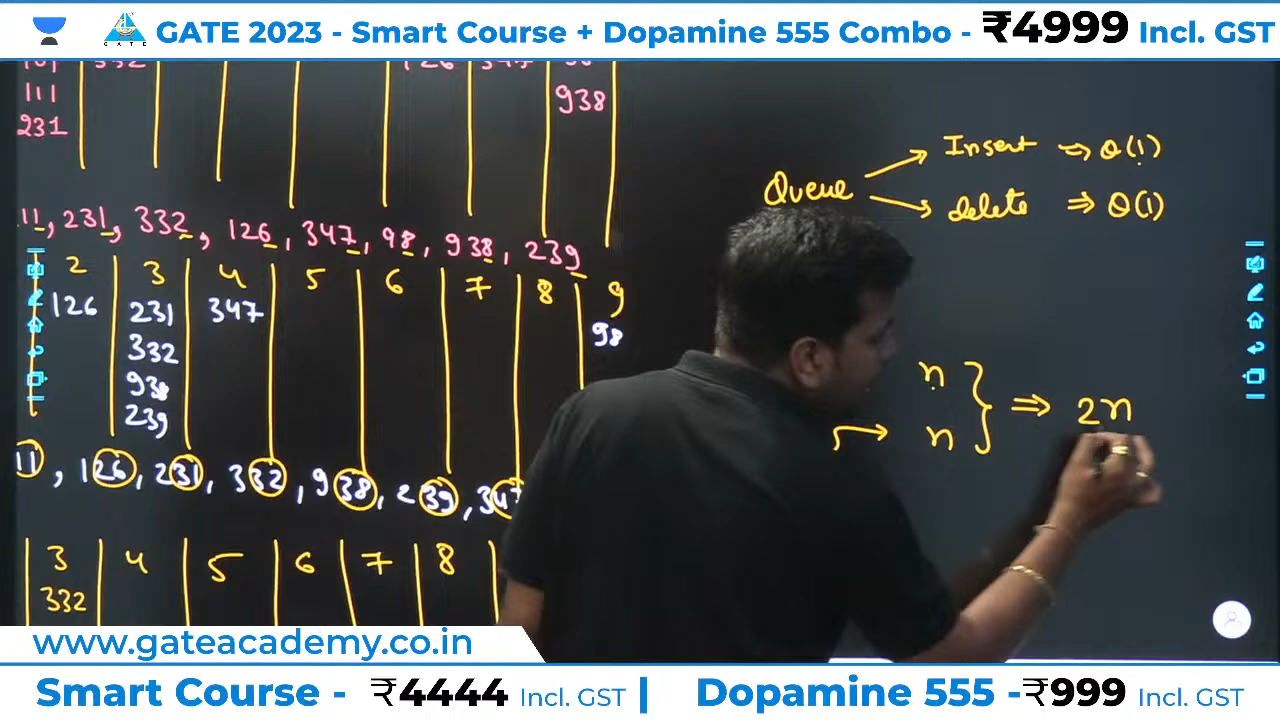 GATE 2023 - Smart Course + Dopamine 555 Combo - ₹4999 Incl. GST
GATE
111
231
938
11, 231, 332, 126, 347, 98, 938, 239
2 3 4 5 6 7 8 9
126 231 347 98
332
938
239
11, 126, 231, 332, 938, 239, 347
3 4 5 6 7 8
332
Queue
Insert ⇒ θ(1)
delete ⇒ θ(1)
n
n
⇒ 2n
www.gateacademy.co.in
Smart Course - ₹4444 Incl. GST | Dopamine 555 -₹999 Incl. GST